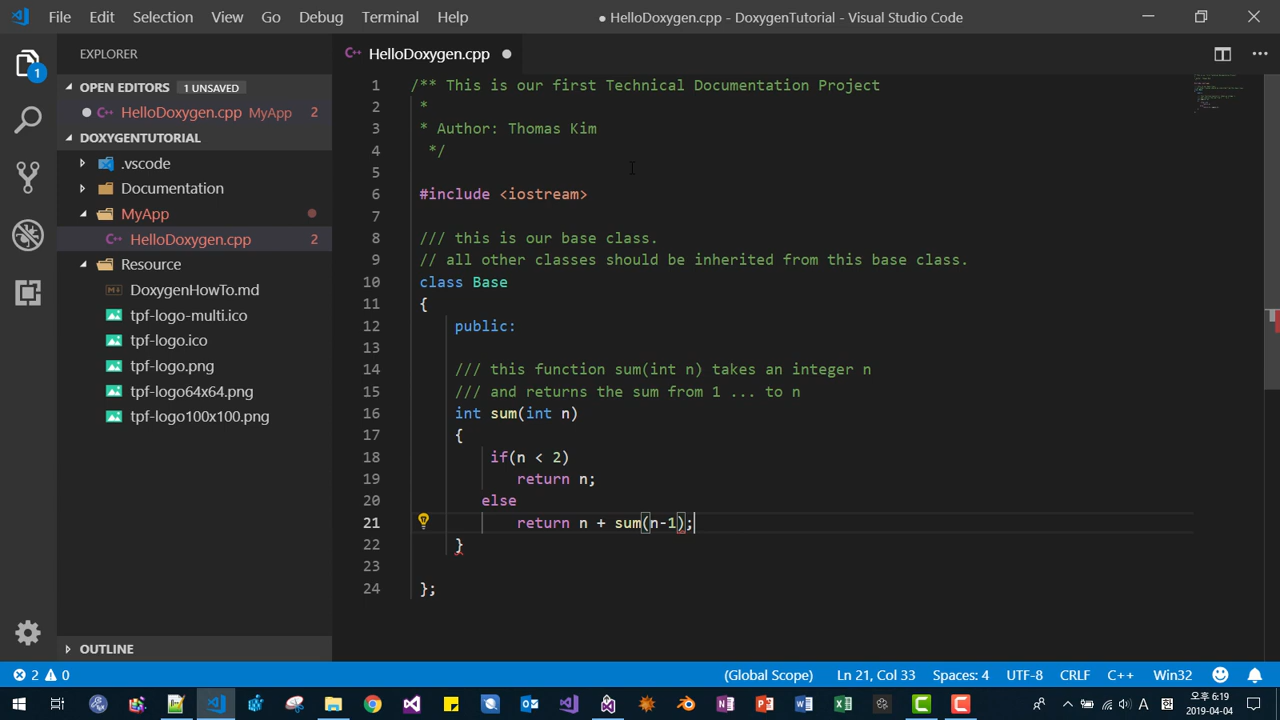 File Edit Selection View Go Debug Terminal Help
● HelloDoxygen.cpp - DoxygenTutorial - Visual Studio Code
EXPLORER
1
OPEN EDITORS 1 UNSAVED
● HelloDoxygen.cpp MyApp 2
DOXYGENTUTORIAL
.vscode
Documentation
MyApp
HelloDoxygen.cpp 2
Resource
DoxygenHowTo.md
tpf-logo-multi.ico
tpf-logo.ico
tpf-logo.png
tpf-logo64x64.png
tpf-logo100x100.png
OUTLINE
HelloDoxygen.cpp ●
1 /** This is our first Technical Documentation Project
2 *
3 * Author: Thomas Kim
4 */
5
6 #include <iostream>
7
8 /// this is our base class.
9 // all other classes should be inherited from this base class.
10 class Base
11 {
12 public:
13
14 /// this function sum(int n) takes an integer n
15 /// and returns the sum from 1 ... to n
16 int sum(int n)
17 {
18 if(n < 2)
19 return n;
20 else
21 return n + sum(n-1);
22 }
23
24 };
2 0 (Global Scope) Ln 21, Col 33 Spaces: 4 UTF-8 CRLF C++ Win32
A 오후 6:19
2019-04-04